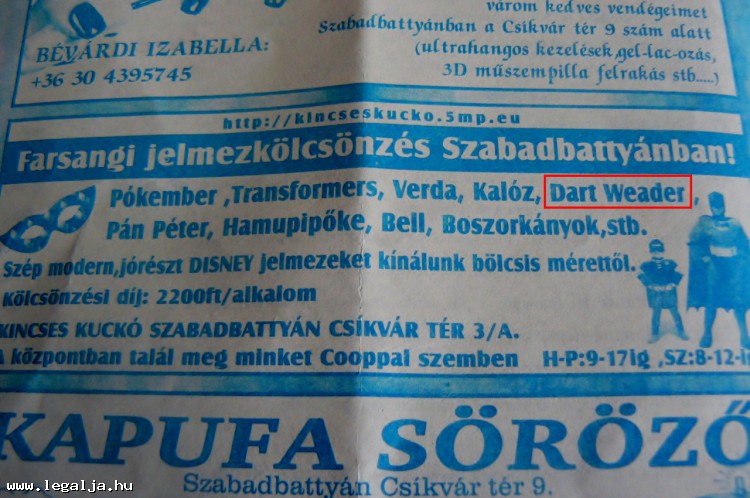 várom kedves vendégeimet
Szabadbattyánban a Csíkvár tér 9 szám alatt
(ultrahangos kezelések,gel-lac-ozás,
3D műszempilla felrakás stb.....)
BÉVÁRDI IZABELLA:
+36 30 4395745
http://kincseskucko.5mp.eu
Farsangi jelmezkölcsönzés Szabadbattyánban!
Pókember ,Transformers, Verda, Kalóz, Dart Weader ,
Pán Péter, Hamupipőke, Bell, Boszorkányok,stb.
Szép modern,jórészt DISNEY jelmezeket kínálunk bölcsis mérettől.
Kölcsönzési díj: 2200ft/alkalom
KINCSES KUCKÓ SZABADBATTYÁN CSÍKVÁR TÉR 3/A.
A központban talál meg minket Cooppal szemben H-P:9-17ig ,SZ:8-12-i
KAPUFA SÖRÖZŐ
Szabadbattyán Csíkvár tér 9.
www.legalja.hu